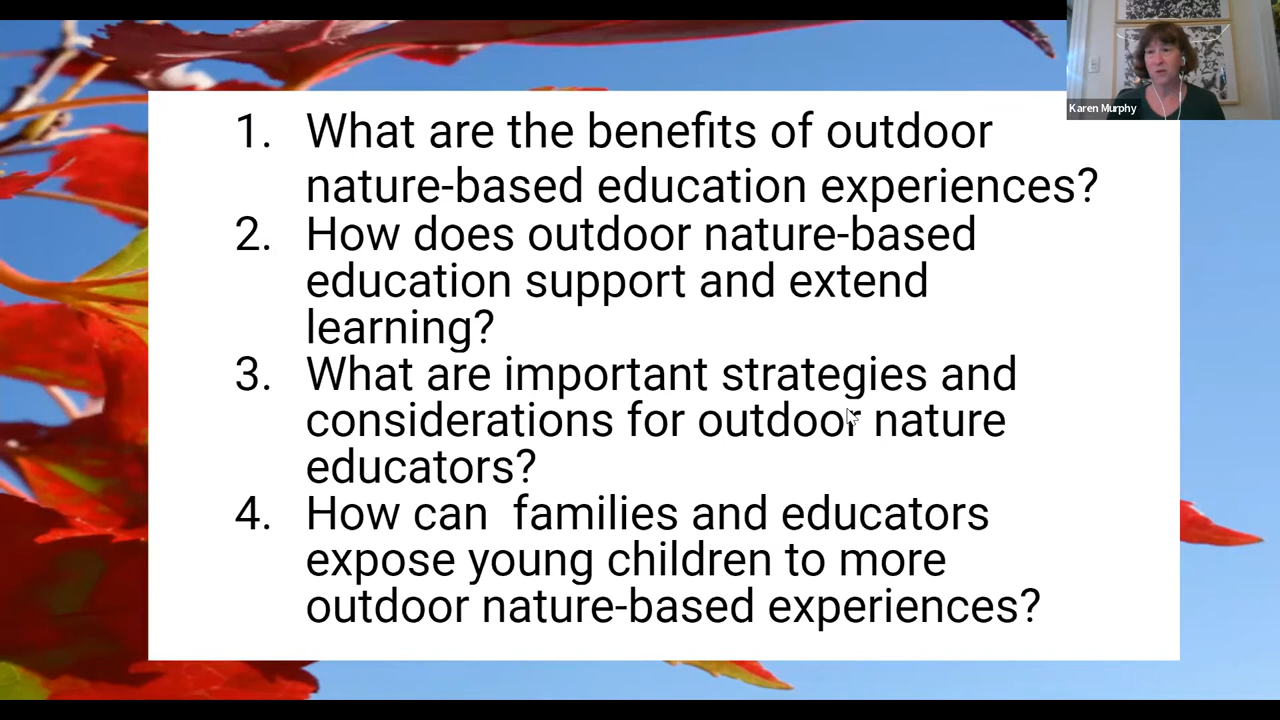 Karen Murphy
1. What are the benefits of outdoor
nature-based education experiences?
2. How does outdoor nature-based
education support and extend
learning?
3. What are important strategies and
considerations for outdoor nature
educators?
4. How can  families and educators
expose young children to more
outdoor nature-based experiences?